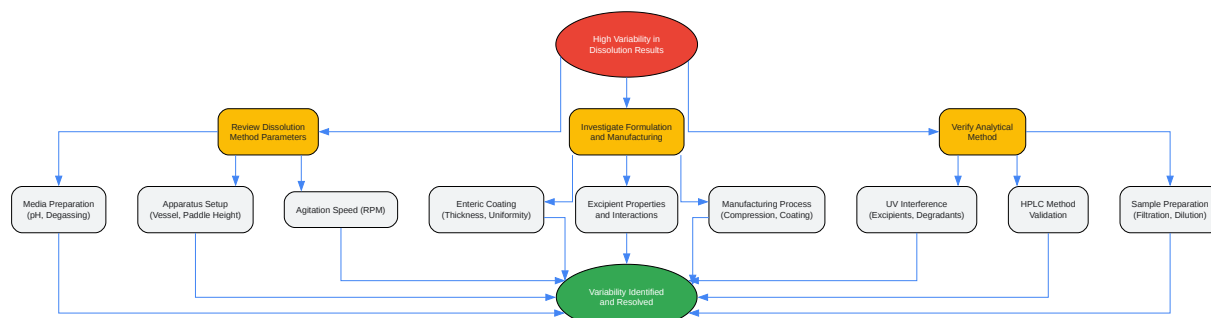 High Variability in
Dissolution Results
Review Dissolution
Method Parameters
Investigate Formulation
and Manufacturing
Verify Analytical
Method
Media Preparation
(pH, Degassing)
Apparatus Setup
(Vessel, Paddle Height)
Agitation Speed (RPM)
Enteric Coating
(Thickness, Uniformity)
Excipient Properties
and Interactions
Manufacturing Process
(Compression, Coating)
UV Interference
(Excipients, Degradants)
HPLC Method
Validation
Sample Preparation
(Filtration, Dilution)
Variability Identified
and Resolved